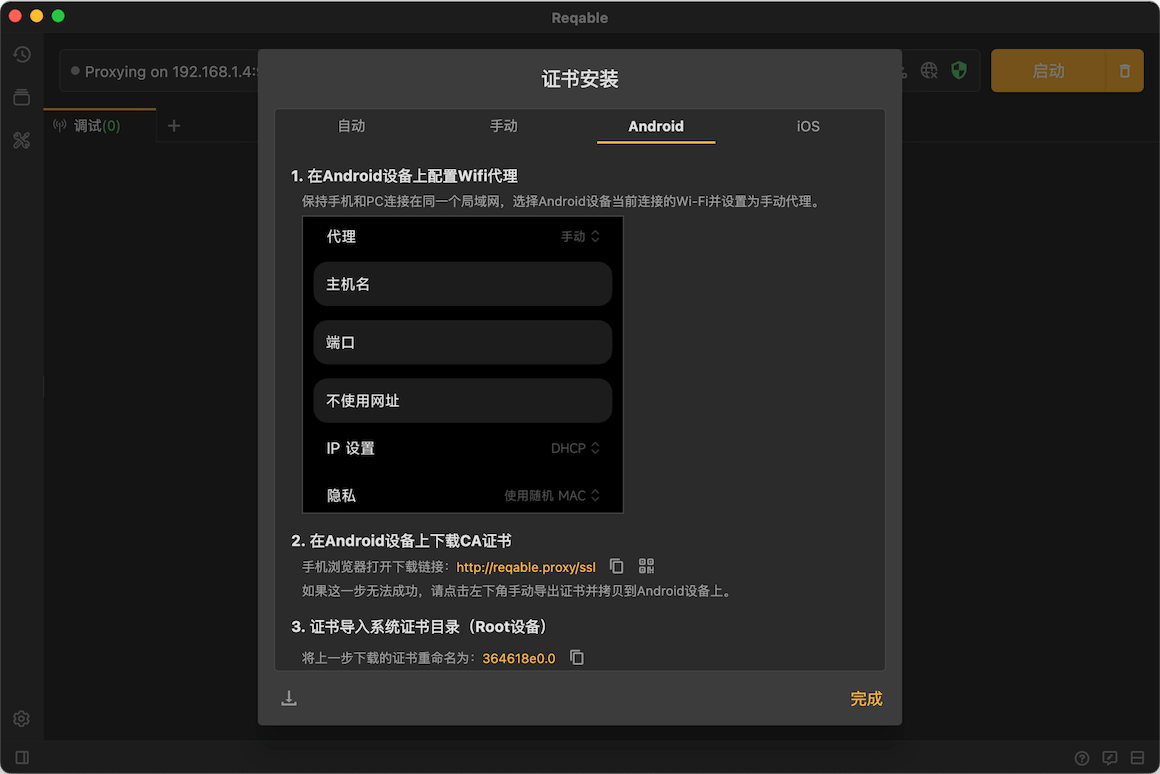 Reqable
Proxying on 192.168.1.4:
启动
调试(0)
证书安装
自动
手动
Android
iOS
1. 在Android设备上配置Wifi代理
保持手机和PC连接在同一个局域网，选择Android设备当前连接的Wi-Fi并设置为手动代理。
代理
手动
主机名
端口
不使用网址
IP 设置
DHCP
隐私
使用随机 MAC
2. 在Android设备上下载CA证书
手机浏览器打开下载链接：http://reqable.proxy/ssl
如果这一步无法成功，请点击左下角手动导出证书并拷贝到Android设备上。
3. 证书导入系统证书目录（Root设备）
将上一步下载的证书重命名为：364618e0.0
完成